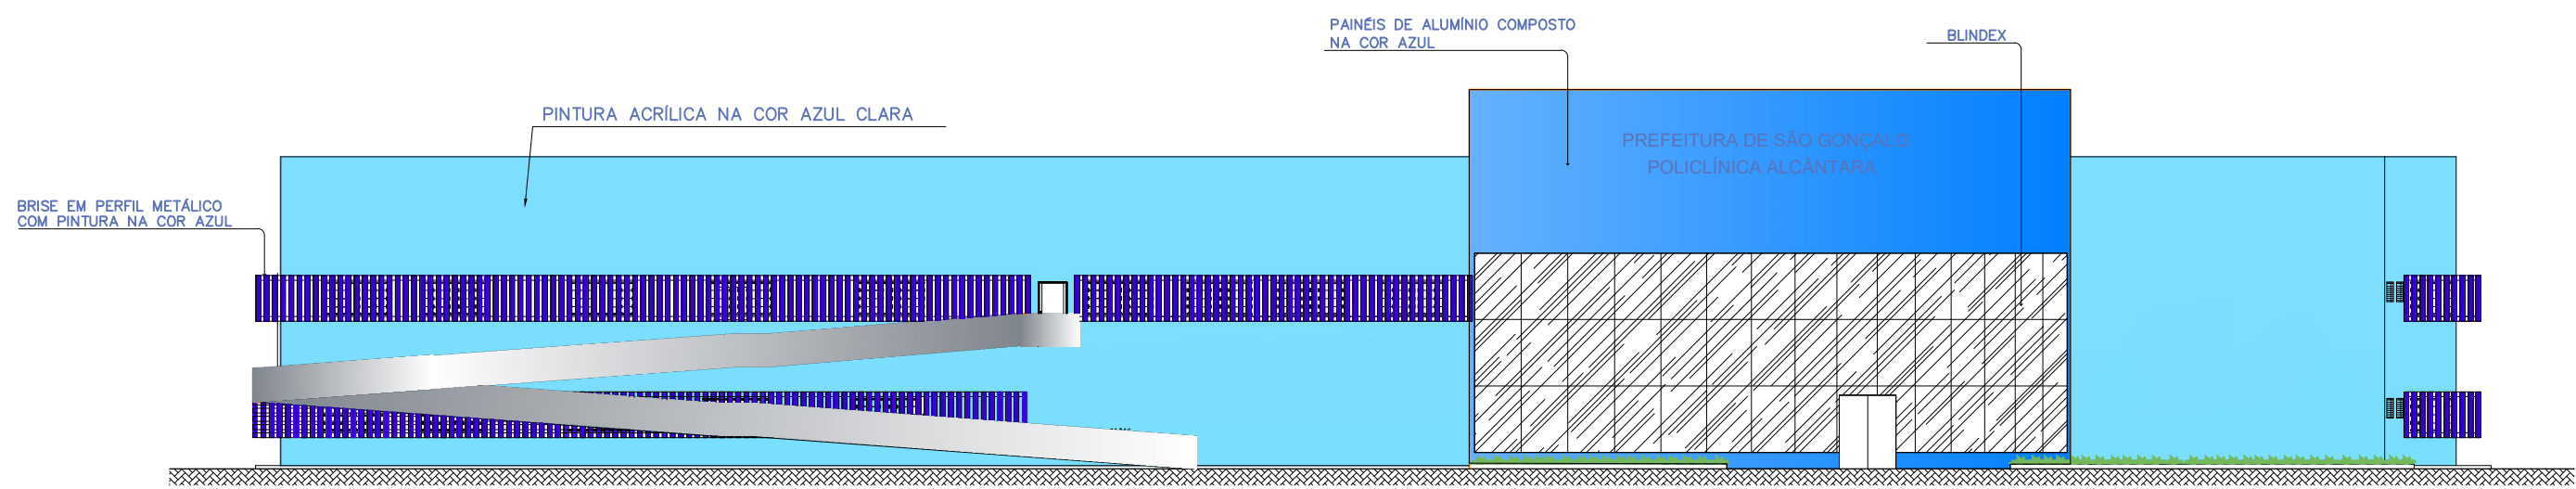 PAINÉIS DE ALUMÍNIO COMPOSTO
NA COR AZUL
BLINDEX
PINTURA ACRÍLICA NA COR AZUL CLARA
PREFEITURA DE SÃO GONÇALO
POLICLÍNICA ALCÂNTARA
BRISE EM PERFIL METÁLICO
COM PINTURA NA COR AZUL